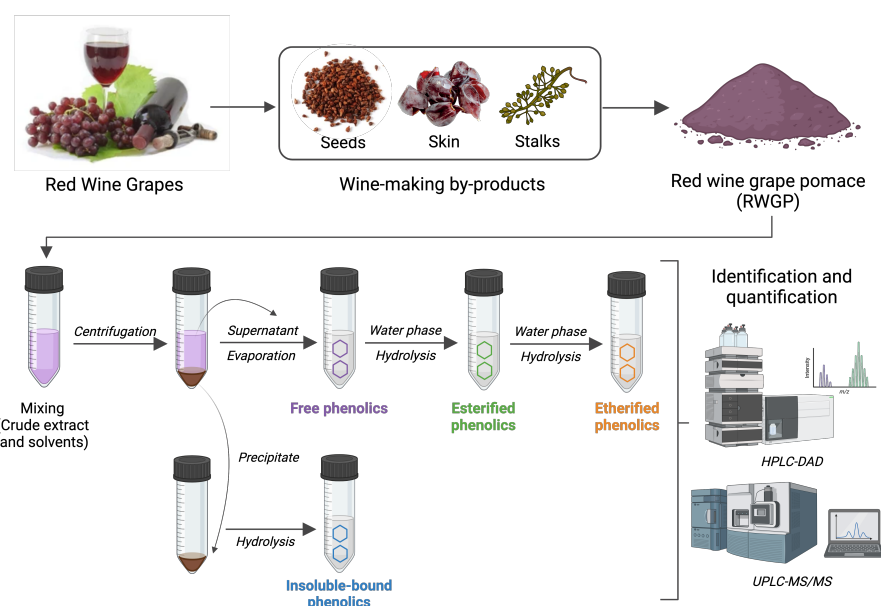 Seeds
Skin
Stalks
Red Wine Grapes
Wine-making by-products
Red wine grape pomace
(RWGP)
Identification and
quantification
Centrifugation
Supernatant
Evaporation
Water phase
Hydrolysis
Water phase
Hydrolysis
Intensity
m/z
Mixing
(Crude extract
and solvents)
Free phenolics
Esterified
phenolics
Etherified
phenolics
HPLC-DAD
Precipitate
Hydrolysis
Insoluble-bound
phenolics
UPLC-MS/MS